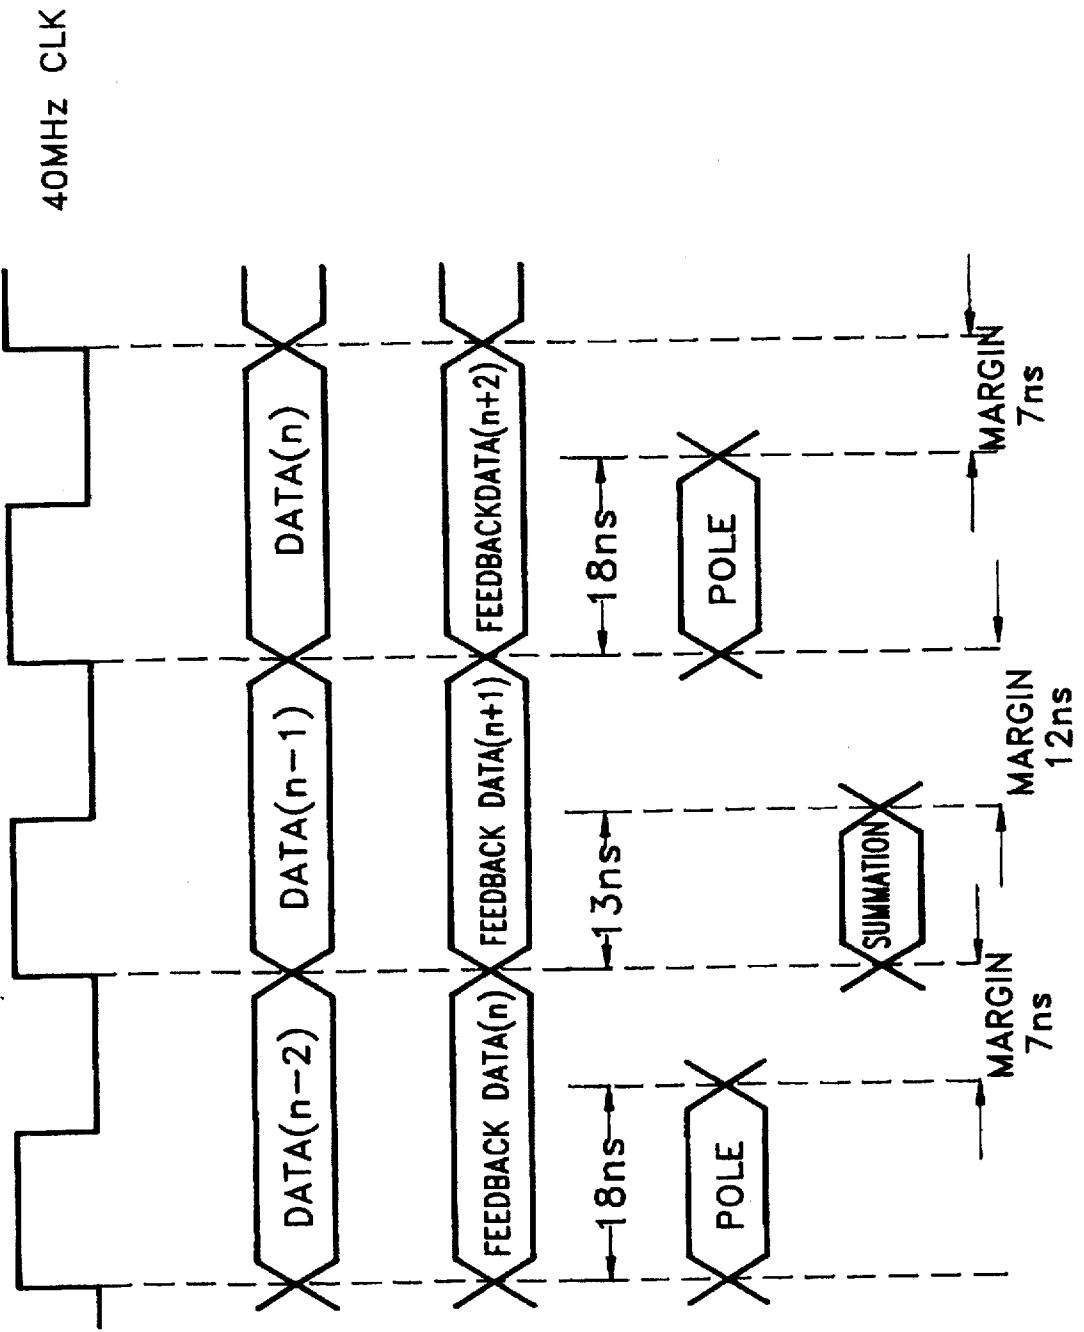 40MHz CLK
DATA(n-2)
DATA(n-1)
DATA(n)
FEEDBACK DATA(n)
FEEDBACK DATA(n+1)
FEEDBACKDATA(n+2)
18ns
13ns
18ns
POLE
POLE
SUMMATION
MARGIN
7ns
MARGIN
12ns
MARGIN
7ns